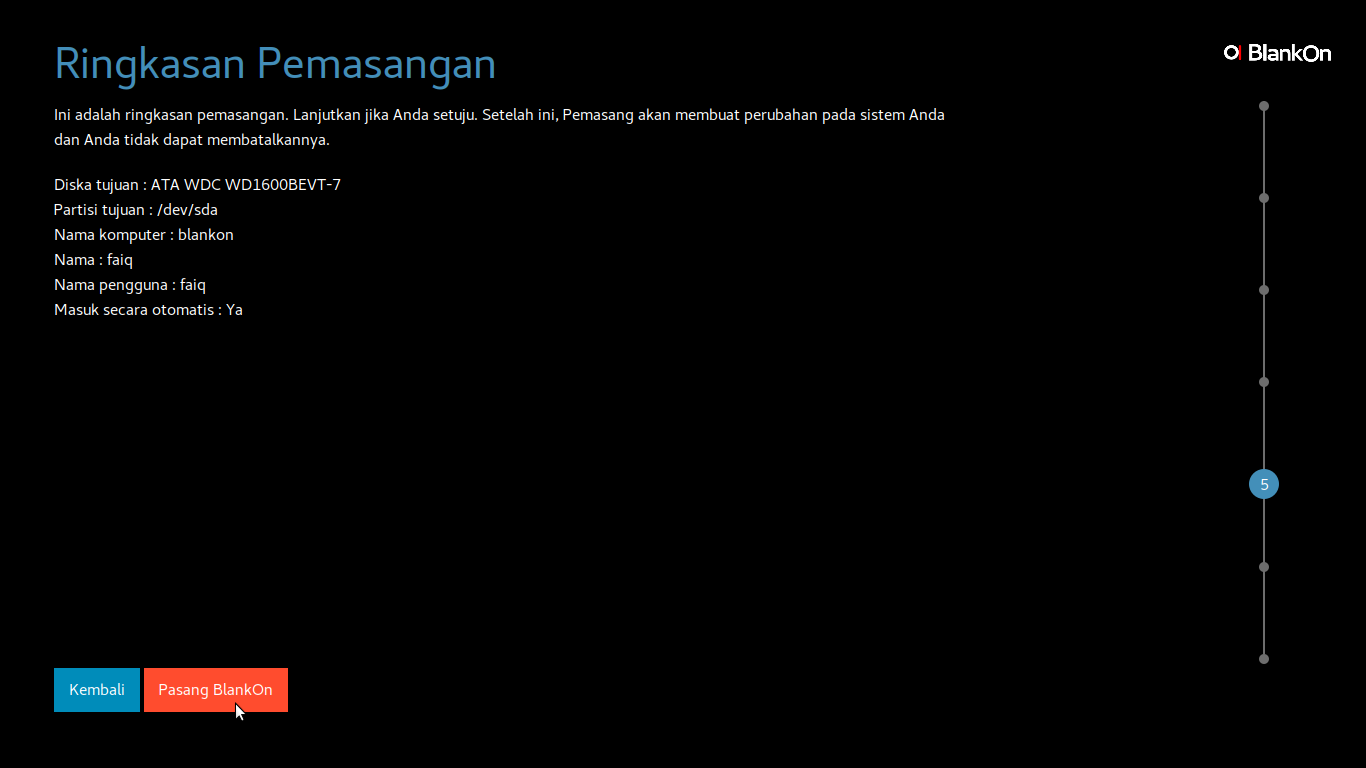 Ringkasan Pemasangan
BlankOn
Ini adalah ringkasan pemasangan. Lanjutkan jika Anda setuju. Setelah ini, Pemasang akan membuat perubahan pada sistem Anda
dan Anda tidak dapat membatalkannya.
Diska tujuan : ATA WDC WD1600BEVT-7
Partisi tujuan : /dev/sda
Nama komputer : blankon
Nama : faiq
Nama pengguna : faiq
Masuk secara otomatis : Ya
5
Kembali
Pasang BlankOn